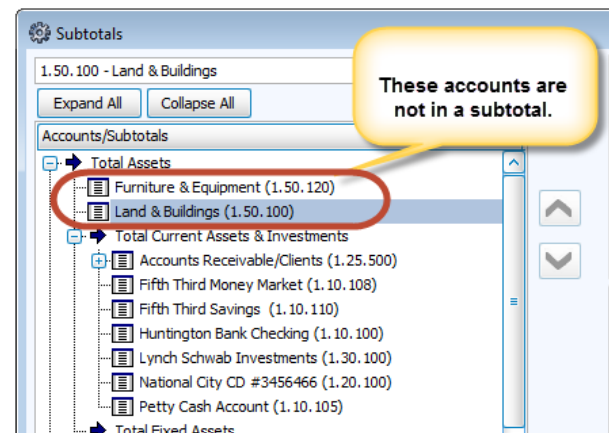 Subtotals
1.50.100 - Land & Buildings
These accounts are
not in a subtotal.
Expand All
Collapse All
Accounts/Subtotals
Total Assets
Furniture & Equipment (1.50.120)
Land & Buildings (1.50.100)
Total Current Assets & Investments
Accounts Receivable/Clients (1.25.500)
Fifth Third Money Market (1.10.108)
Fifth Third Savings (1.10.110)
Huntington Bank Checking (1.10.100)
Lynch Schwab Investments (1.30.100)
National City CD #3456466 (1.20.100)
Petty Cash Account (1.10.105)
Total Fixed Assets